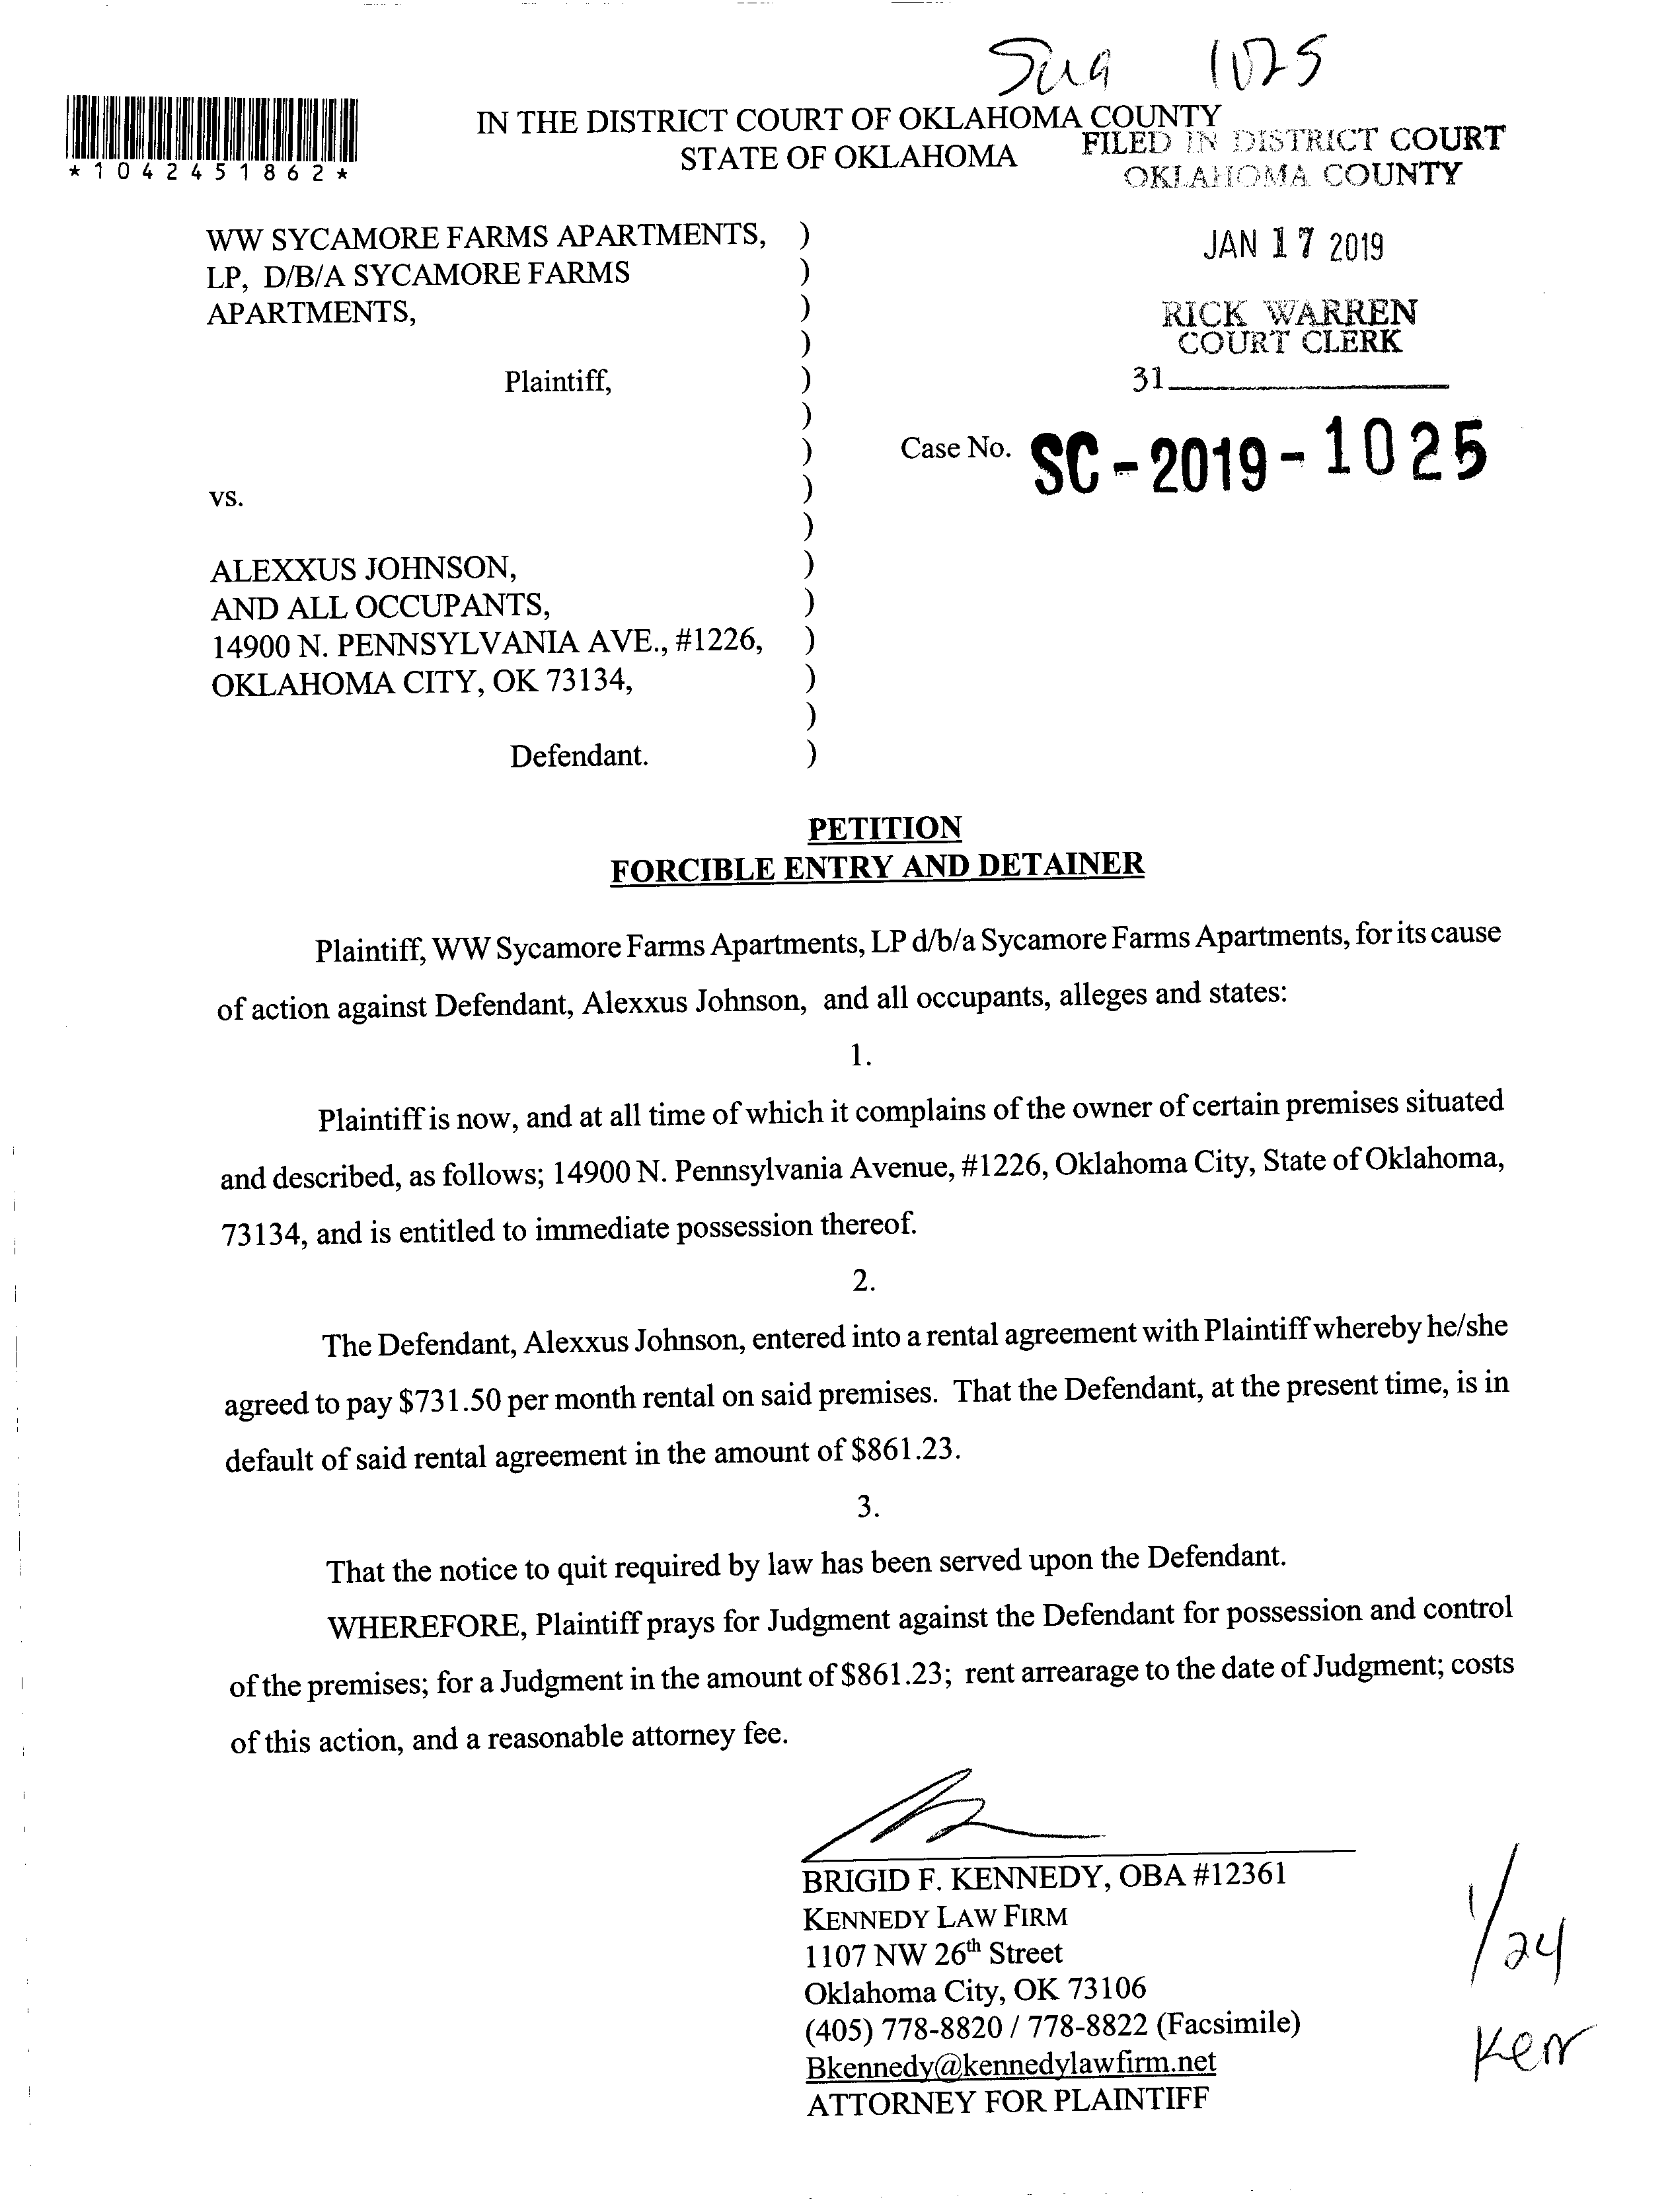 1025
*1042451862*
IN THE DISTRICT COURT OF OKLAHOMA COUNTY
STATE OF OKLAHOMA
FILED IN DISTRICT COURT
OKLAHOMA COUNTY
JAN 17 2019
RICK WARREN
COURT CLERK
31
WW SYCAMORE FARMS APARTMENTS, )
LP, D/B/A SYCAMORE FARMS )
APARTMENTS, )
)
Plaintiff, )
)
) Case No. SC-2019-1025
vs. )
)
ALEXXUS JOHNSON, )
AND ALL OCCUPANTS, )
14900 N. PENNSYLVANIA AVE., #1226, )
OKLAHOMA CITY, OK 73134, )
)
Defendant. )
PETITION
FORCIBLE ENTRY AND DETAINER
Plaintiff, WW Sycamore Farms Apartments, LP d/b/a Sycamore Farms Apartments, for its cause
of action against Defendant, Alexxus Johnson, and all occupants, alleges and states:
1.
Plaintiff is now, and at all time of which it complains of the owner of certain premises situated
and described, as follows; 14900 N. Pennsylvania Avenue, #1226, Oklahoma City, State of Oklahoma,
73134, and is entitled to immediate possession thereof.
2.
The Defendant, Alexxus Johnson, entered into a rental agreement with Plaintiff whereby he/she
agreed to pay $731.50 per month rental on said premises. That the Defendant, at the present time, is in
default of said rental agreement in the amount of $861.23.
3.
That the notice to quit required by law has been served upon the Defendant.
WHEREFORE, Plaintiff prays for Judgment against the Defendant for possession and control
of the premises; for a Judgment in the amount of $861.23; rent arrearage to the date of Judgment; costs
of this action, and a reasonable attorney fee.
BRIGID F. KENNEDY, OBA #12361
KENNEDY LAW FIRM
1107 NW 26th Street
Oklahoma City, OK 73106
(405) 778-8820 / 778-8822 (Facsimile)
Bkennedy@kennedylawfirm.net
ATTORNEY FOR PLAINTIFF
1/24
Kerr